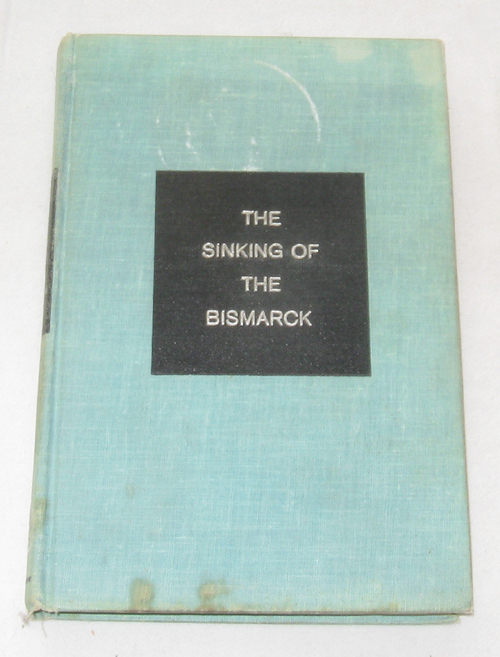 THE
SINKING OF
THE
BISMARCK